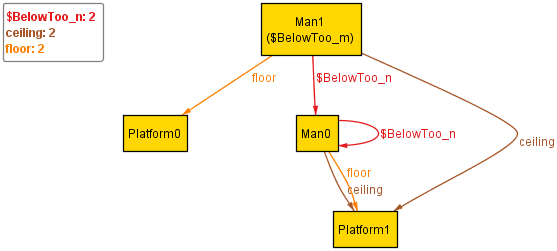 $BelowToo_n: 2
ceiling: 2
floor: 2
Man1
($BelowToo_m)
floor
$BelowToo_n
Platform0
Man0
$BelowToo_n
ceiling
floor
ceiling
Platform1